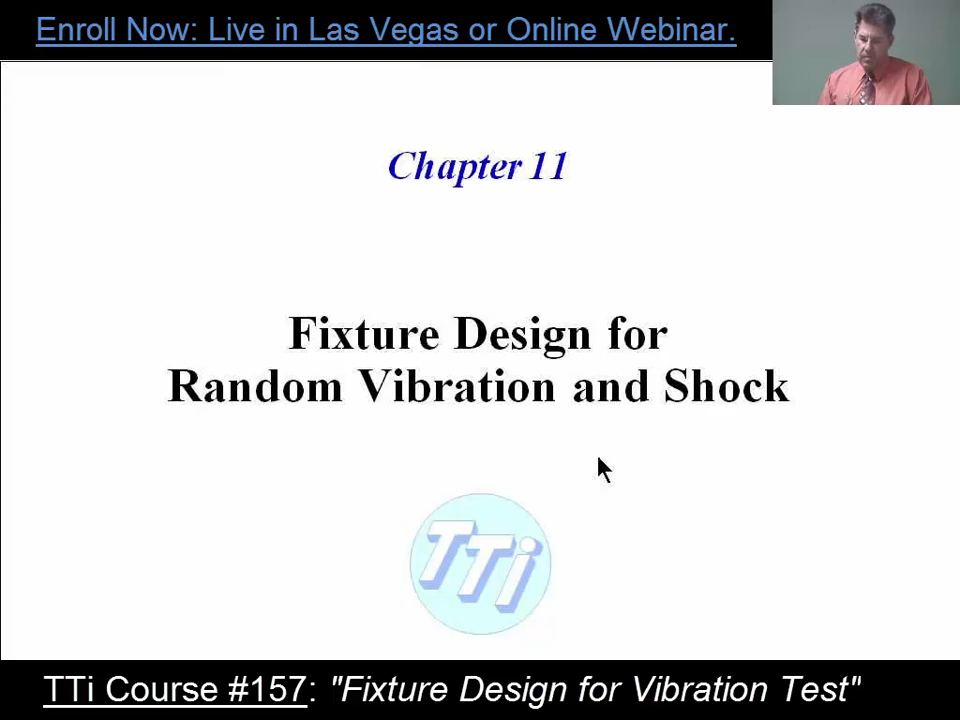 Enroll Now: Live in Las Vegas or Online Webinar.
Chapter 11
Fixture Design for
Random Vibration and Shock
TTi
TTi Course #157: "Fixture Design for Vibration Test"